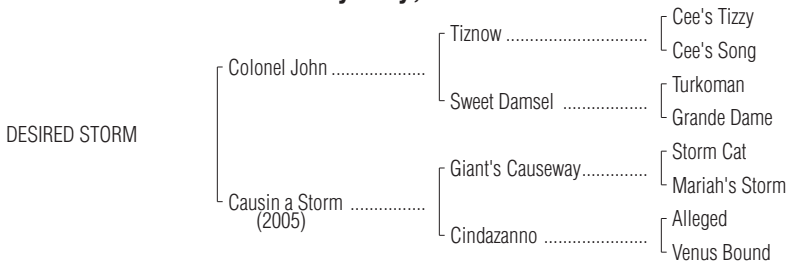 Cee's Tizzy
Tiznow
Cee's Song
Colonel John
Turkoman
Sweet Damsel
Grande Dame
DESIRED STORM
Storm Cat
Giant's Causeway
Mariah's Storm
Causin a Storm
(2005)
Alleged
Cindazanno
Venus Bound